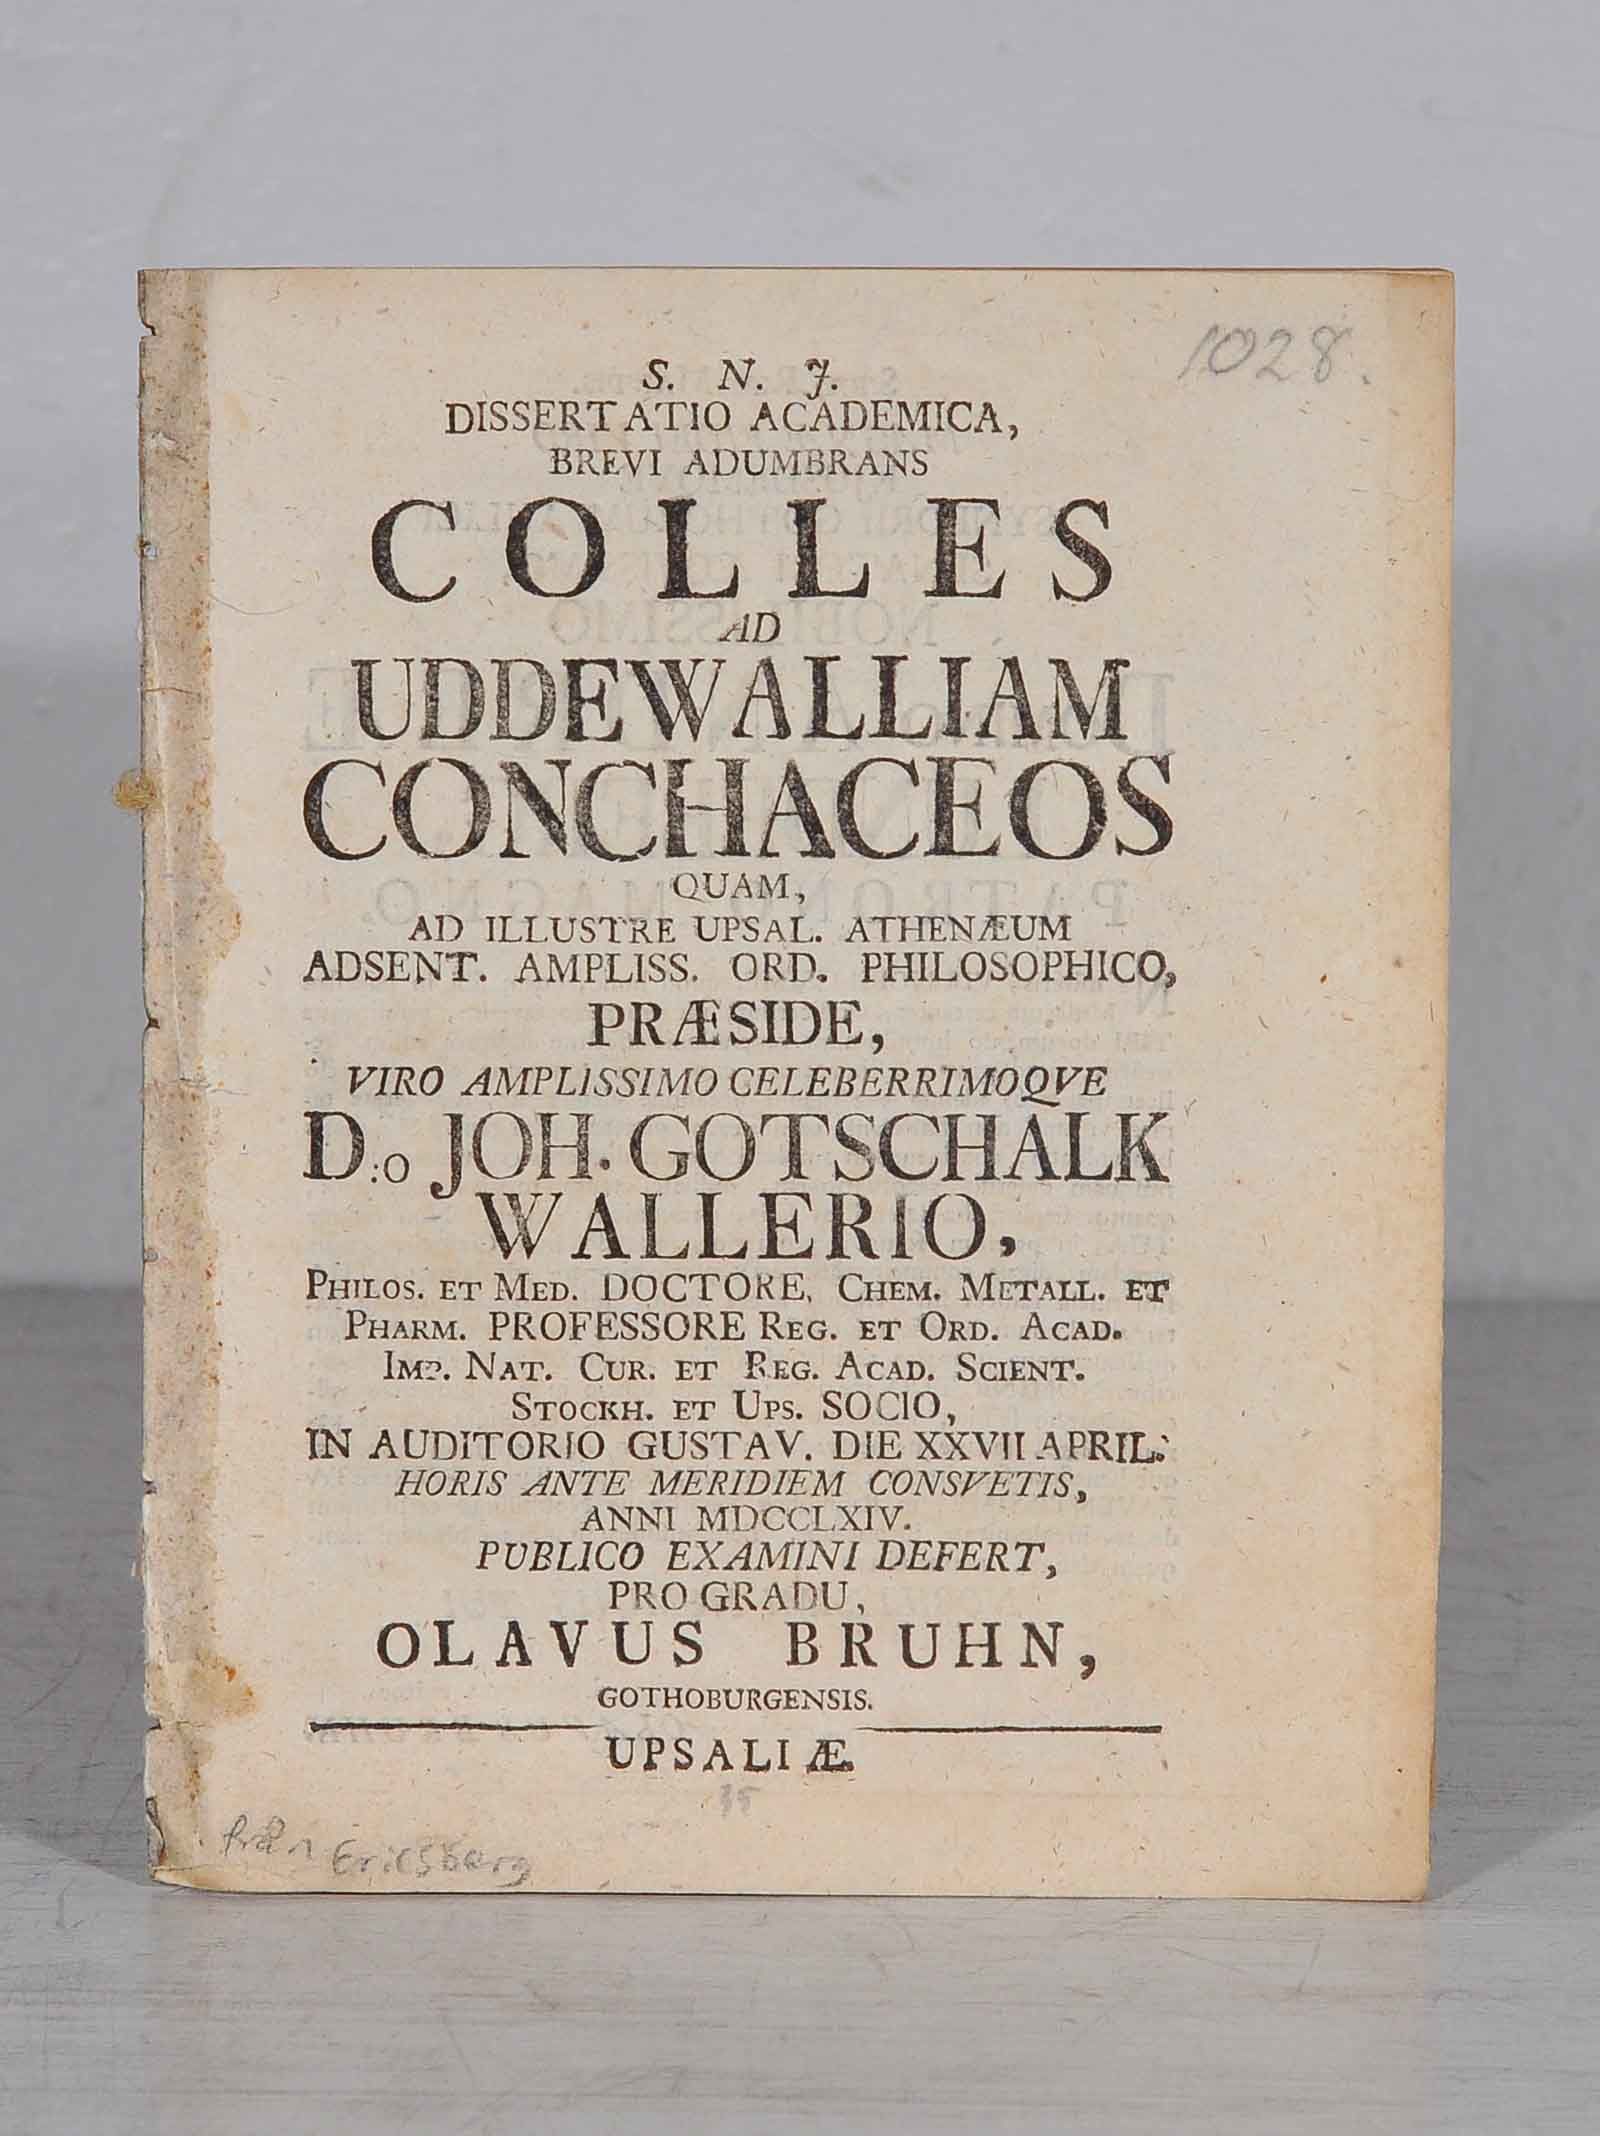 1028.
S. N. J.
DISSERTATIO ACADEMICA,
BREVI ADUMBRANS
COLLES
AD
UDDEWALLIAM
CONCHACEOS
QUAM,
AD ILLUSTRE UPSAL. ATHENÆUM
ADSENT. AMPLISS. ORD. PHILOSOPHICO,
PRÆSIDE,
VIRO AMPLISSIMO CELEBERRIMOQVE
D:o JOH. GOTSCHALK
WALLERIO,
PHILOS. ET MED. DOCTORE, CHEM. METALL. ET
PHARM. PROFESSORE REG. ET ORD. ACAD.
IMP. NAT. CUR. ET REG. ACAD. SCIENT.
STOCKH. ET UPS. SOCIO,
IN AUDITORIO GUSTAV. DIE XXVII APRIL.
HORIS ANTE MERIDIEM CONSVETIS,
ANNI MDCCLXIV.
PUBLICO EXAMINI DEFERT,
PRO GRADU,
OLAVUS BRUHN,
GOTHOBURGENSIS.
UPSALIÆ.
35
från Ericsberg